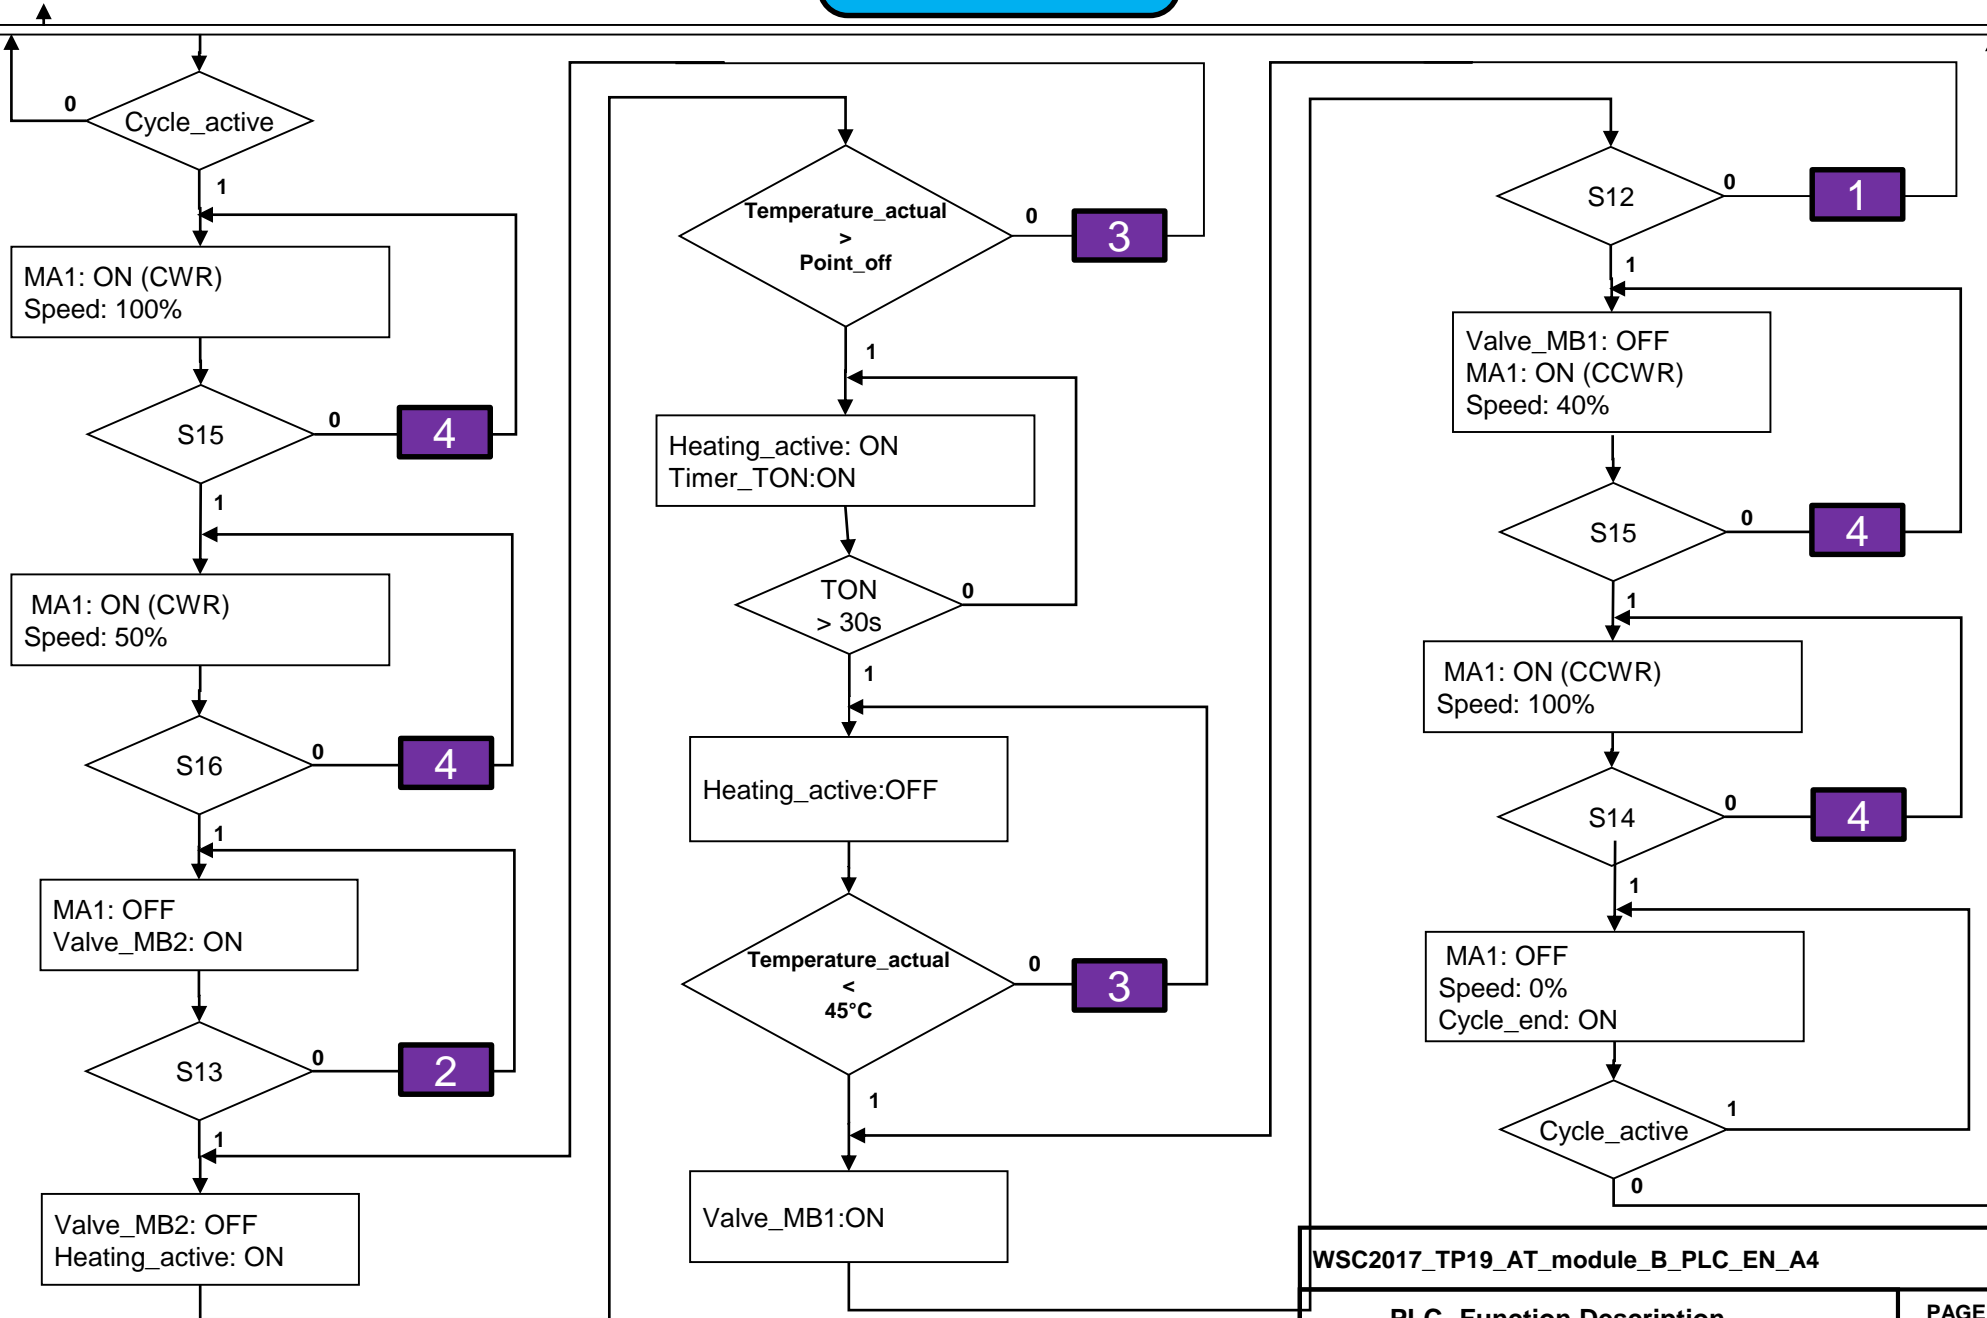 0
Cycle_active
1
MA1: ON (CWR)
Speed: 100%
S15
0
4
1
MA1: ON (CWR)
Speed: 50%
S16
0
4
1
MA1: OFF
Valve_MB2: ON
S13
0
2
1
Valve_MB2: OFF
Heating_active: ON
Temperature_actual
>
Point_off
0
3
1
Heating_active: ON
Timer_TON:ON
TON
> 30s
0
1
Heating_active:OFF
Temperature_actual
<
45°C
0
3
1
Valve_MB1:ON
S12
0
1
1
Valve_MB1: OFF
MA1: ON (CCWR)
Speed: 40%
S15
0
4
1
MA1: ON (CCWR)
Speed: 100%
S14
0
4
1
MA1: OFF
Speed: 0%
Cycle_end: ON
Cycle_active
1
0
WSC2017_TP19_AT_module_B_PLC_EN_A4
PLC Function Description
PAGE